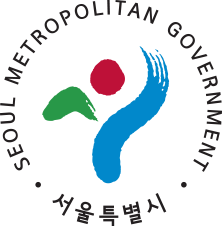 · SEOUL METROPOLITAN GOVERNMENT ·
서울특별시